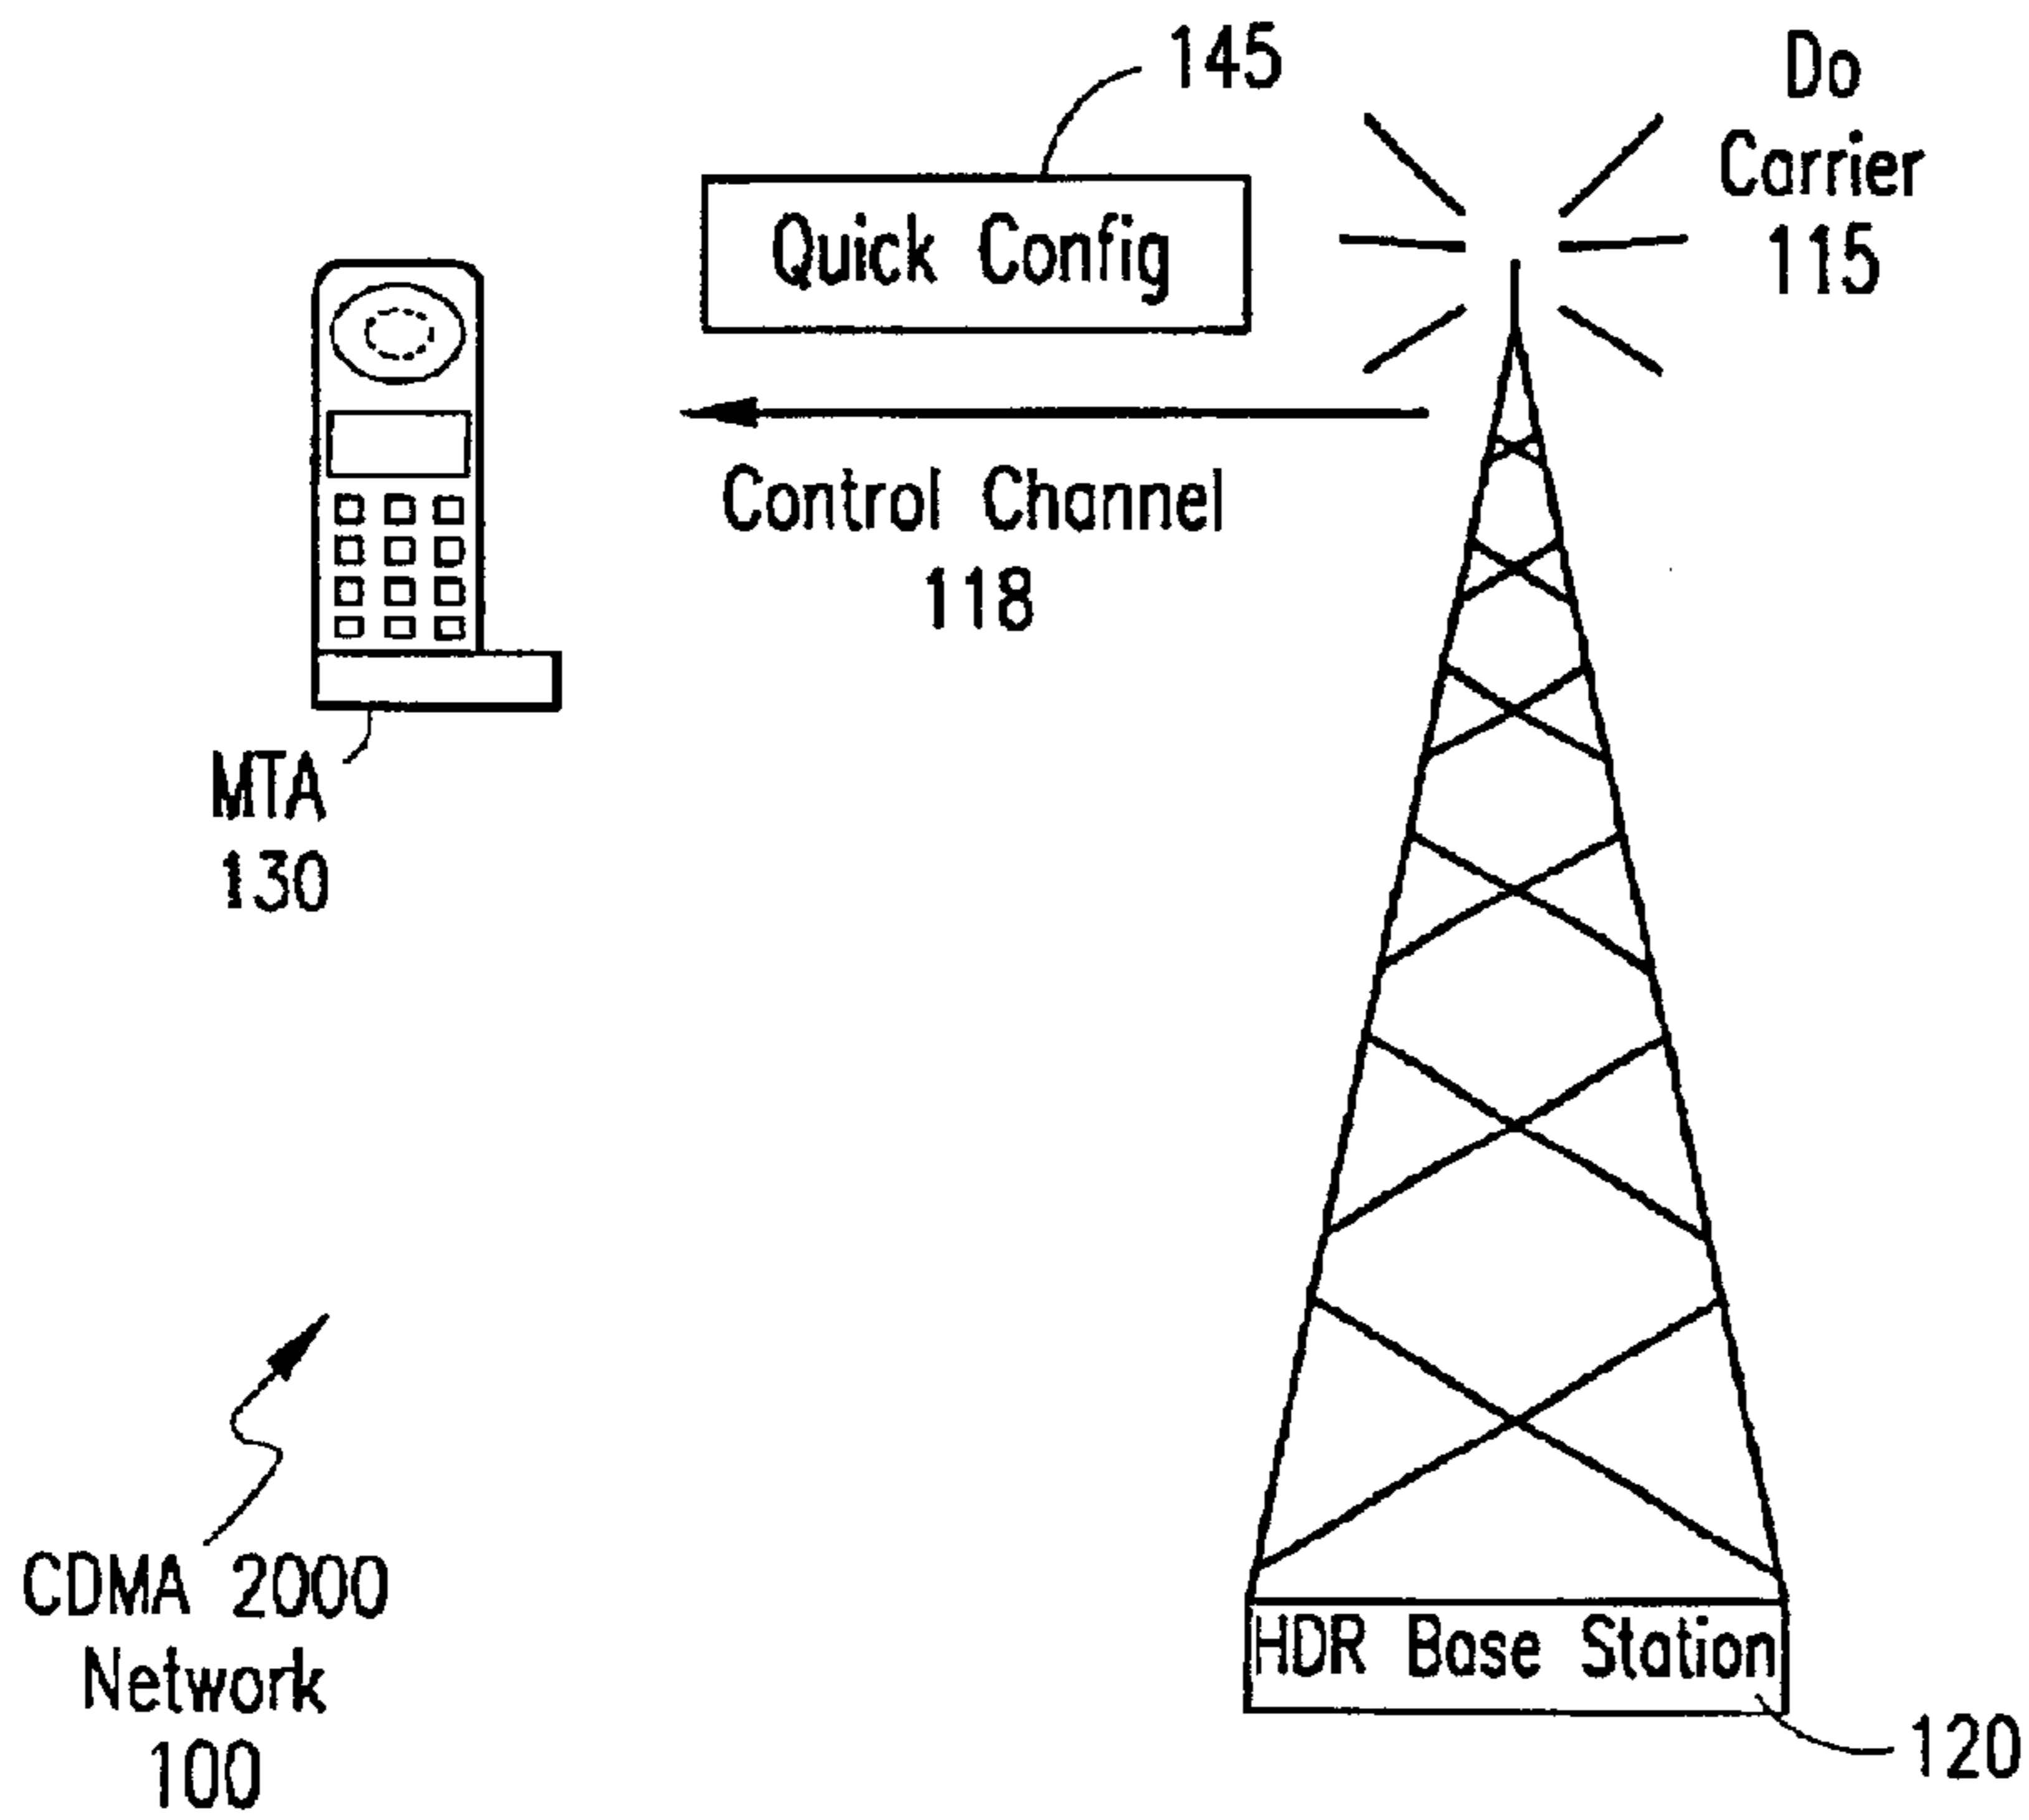 145
Do
Carrier
115
Quick Config
Control Channel
118
MTA
130
CDMA 2000
Network
100
HDR Base Station
120